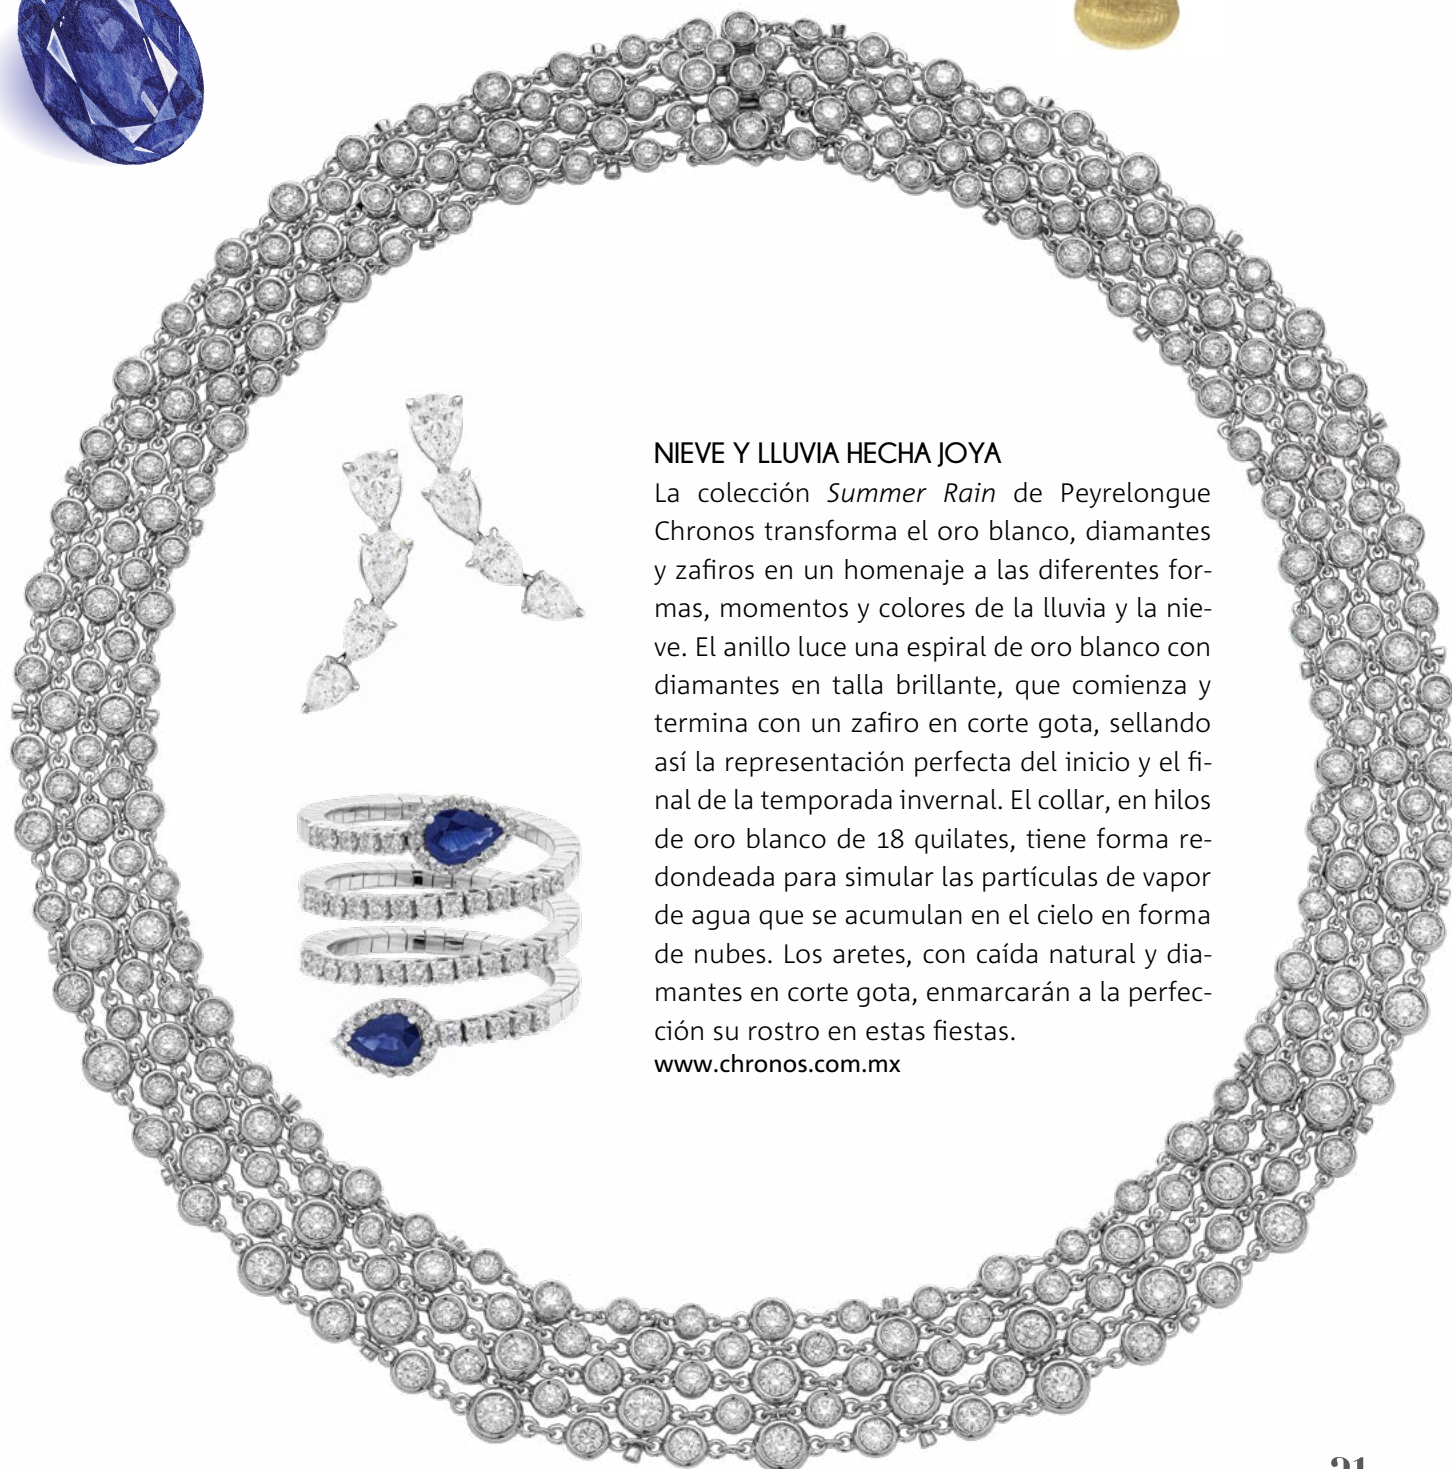 NIEVE Y LLUVIA HECHA JOYA
La colección Summer Rain de Peyrelongue
Chronos transforma el oro blanco, diamantes
y zafiros en un homenaje a las diferentes for-
mas, momentos y colores de la lluvia y la nie-
ve. El anillo luce una espiral de oro blanco con
diamantes en talla brillante, que comienza y
termina con un zafiro en corte gota, sellando
así la representación perfecta del inicio y el fi-
nal de la temporada invernal. El collar, en hilos
de oro blanco de 18 quilates, tiene forma re-
dondeada para simular las partículas de vapor
de agua que se acumulan en el cielo en forma
de nubes. Los aretes, con caída natural y dia-
mantes en corte gota, enmarcarán a la perfec-
ción su rostro en estas fiestas.
www.chronos.com.mx